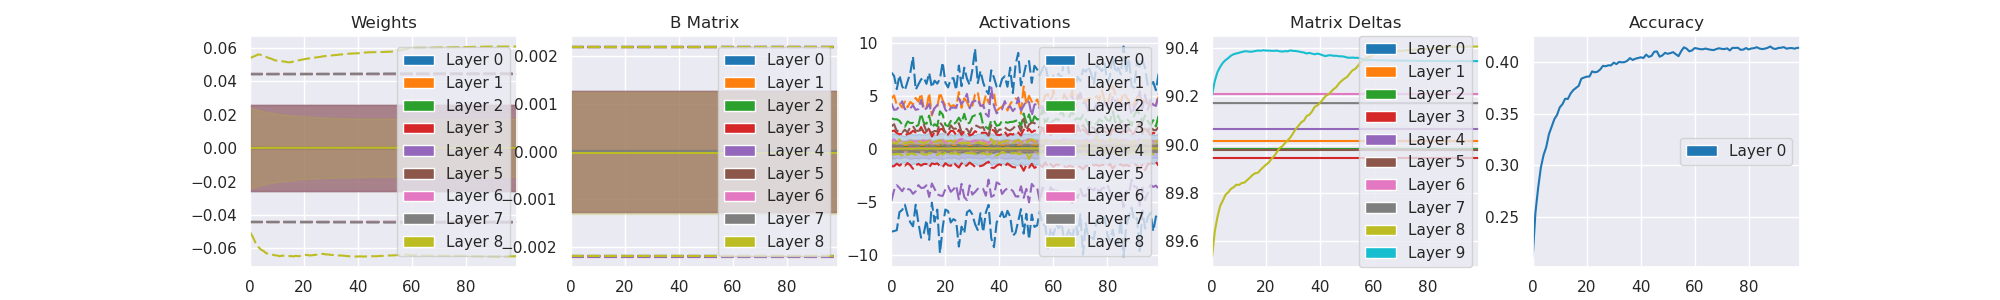 Weights
0.06
0.04
0.02
0.00
−0.02
−0.04
−0.06
0
20
40
60
80
Layer 0
Layer 1
Layer 2
Layer 3
Layer 4
Layer 5
Layer 6
Layer 7
Layer 8
B Matrix
0.002
0.001
0.000
−0.001
−0.002
0
20
40
60
80
Layer 0
Layer 1
Layer 2
Layer 3
Layer 4
Layer 5
Layer 6
Layer 7
Layer 8
Activations
10
5
0
−5
−10
0
20
40
60
80
Layer 0
Layer 1
Layer 2
Layer 3
Layer 4
Layer 5
Layer 6
Layer 7
Layer 8
Matrix Deltas
90.4
90.2
90.0
89.8
89.6
0
20
40
60
80
Layer 0
Layer 1
Layer 2
Layer 3
Layer 4
Layer 5
Layer 6
Layer 7
Layer 8
Layer 9
Accuracy
0.40
0.35
0.30
0.25
0
20
40
60
80
Layer 0